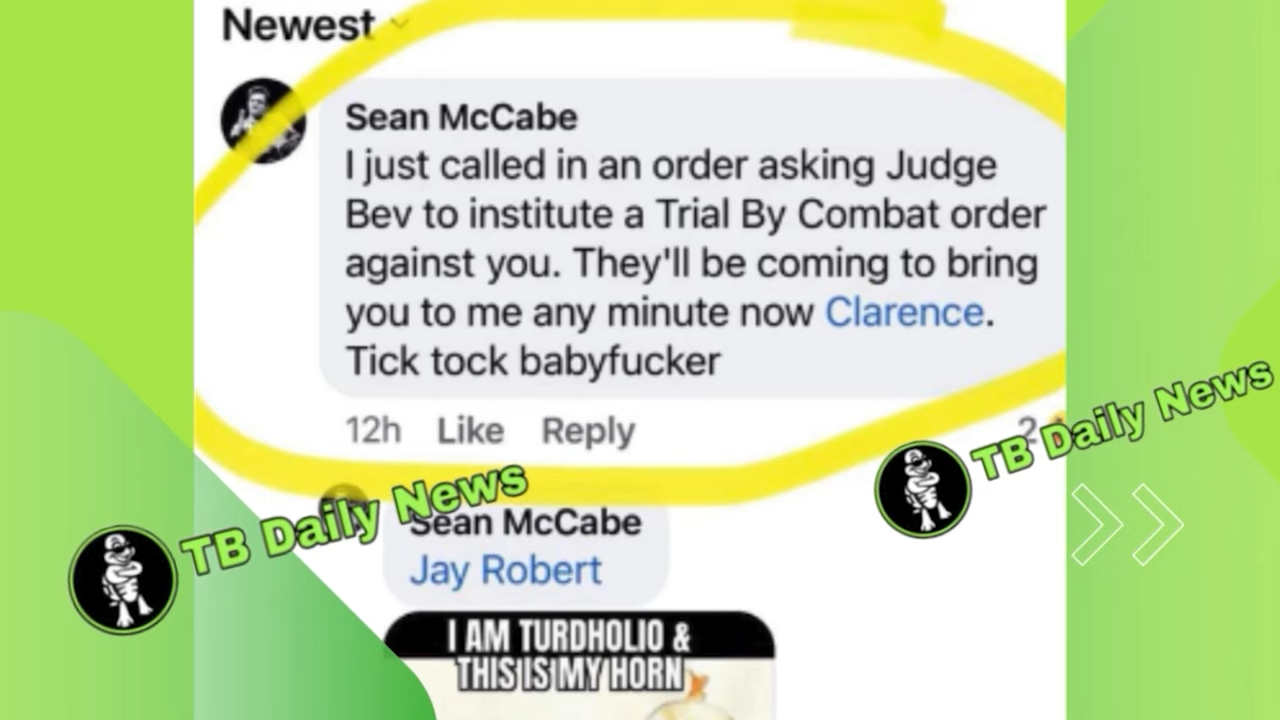 Newest
Sean McCabe
I just called in an order asking Judge
Bev to institute a Trial By Combat order
against you. They'll be coming to bring
you to me any minute now Clarence.
Tick tock babyfucker
12h Like Reply 2
TB Daily News
TB Daily News
Sean McCabe
Jay Robert
I AM TURDHOLIO &
THIS IS MY HORN